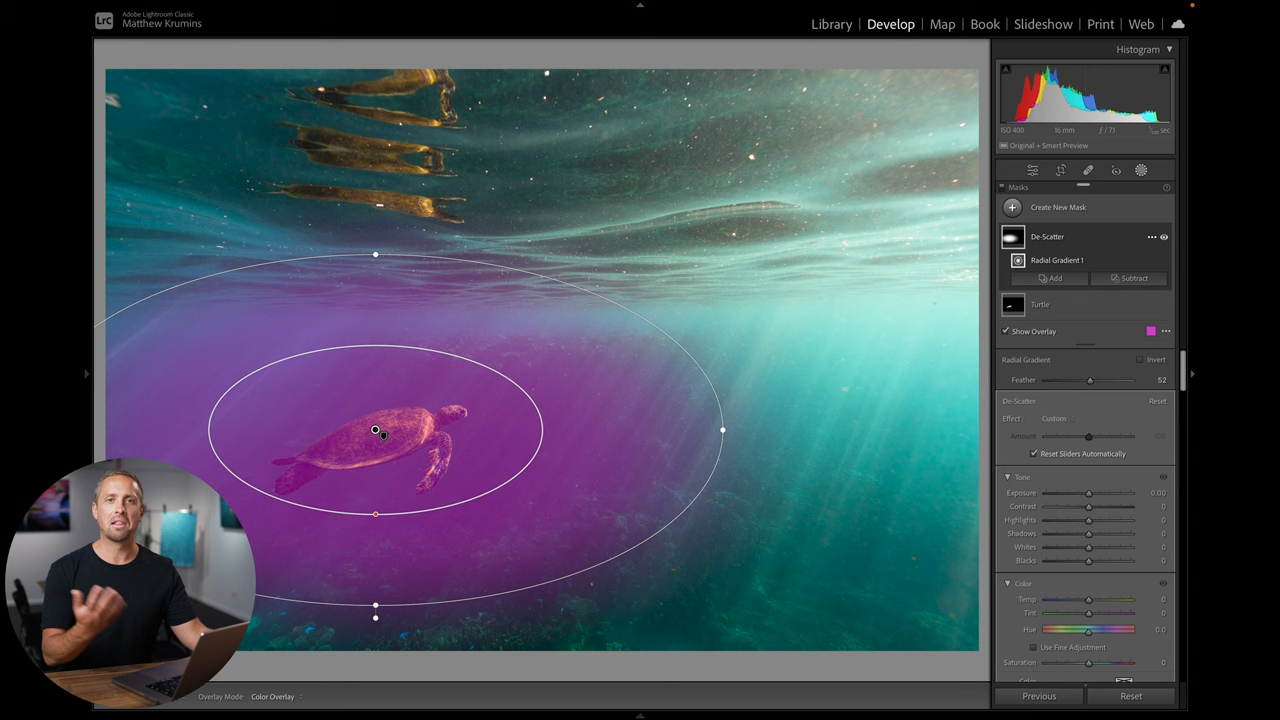 LrC
Adobe Lightroom Classic
Matthew Krumins
Library | Develop | Map | Book | Slideshow | Print | Web
Histogram
ISO 400 16 mm ƒ / 7.1 sec
Original + Smart Preview
Masks
Create New Mask
De-Scatter
Radial Gradient 1
Add Subtract
Turtle
Show Overlay
Radial Gradient Invert
Feather 52
De-Scatter Reset
Effect : Custom
Amount 100
Reset Sliders Automatically
Tone
Exposure 0.00
Contrast 0
Highlights 0
Shadows 0
Whites 0
Blacks 0
Color
Temp 0
Tint 0
Hue 0.0
Use Fine Adjustment
Saturation 0
Color
Previous Reset
Overlay Mode: Color Overlay